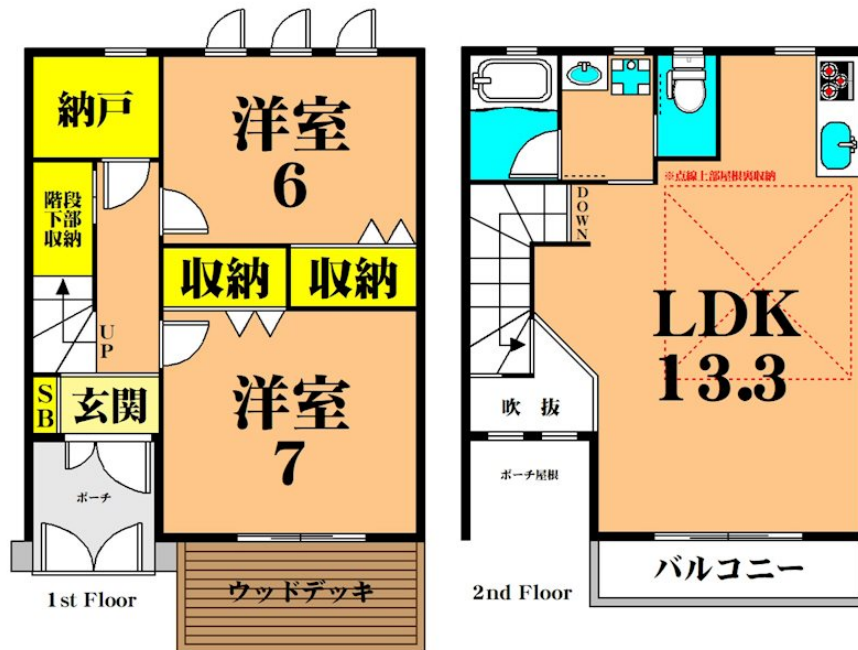 納戸
洋室
6
階段
下部
収納
収納
収納
UP
洋室
7
SB
玄関
ポーチ
ウッドデッキ
1st Floor
※点線上部屋根裏収納
DOWN
LDK
13.3
吹 抜
ポーチ屋根
バルコニー
2nd Floor